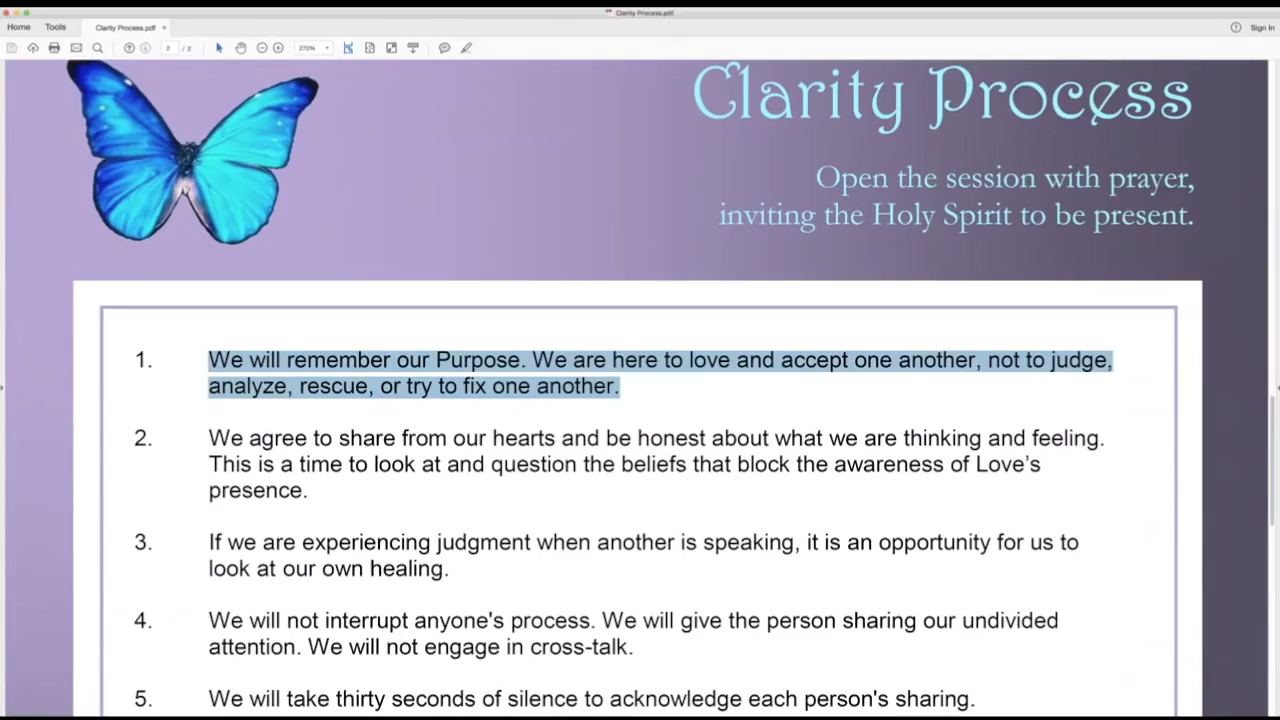 Clarity Process.pdf
Home Tools Clarity Process.pdf × Sign In
2 / 2 270%
Clarity Process
Open the session with prayer,
inviting the Holy Spirit to be present.
1. We will remember our Purpose. We are here to love and accept one another, not to judge,
analyze, rescue, or try to fix one another.
2. We agree to share from our hearts and be honest about what we are thinking and feeling.
This is a time to look at and question the beliefs that block the awareness of Love’s
presence.
3. If we are experiencing judgment when another is speaking, it is an opportunity for us to
look at our own healing.
4. We will not interrupt anyone's process. We will give the person sharing our undivided
attention. We will not engage in cross-talk.
5. We will take thirty seconds of silence to acknowledge each person's sharing.